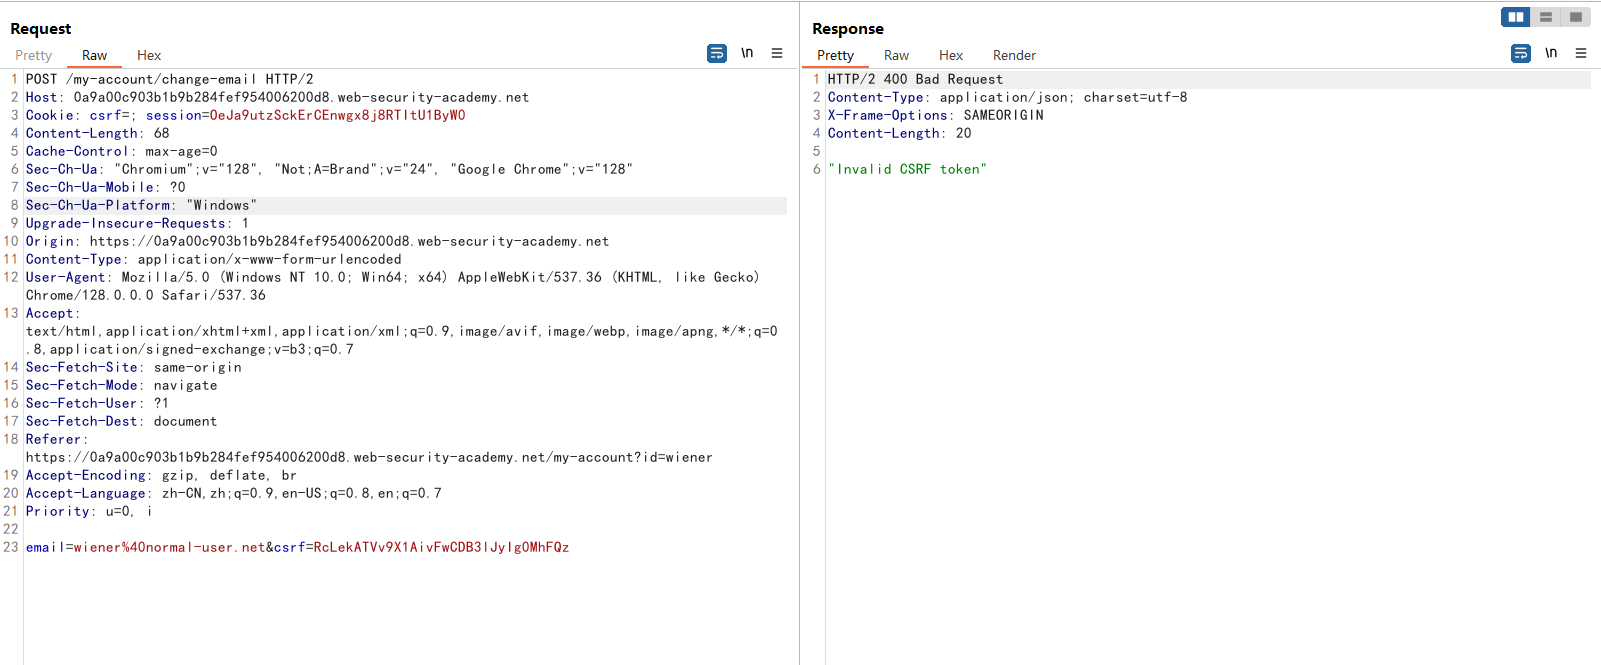 Request
Pretty Raw Hex
\n
1 POST /my-account/change-email HTTP/2
2 Host: 0a9a00c903b1b9b284fef954006200d8.web-security-academy.net
3 Cookie: csrf=; session=OeJa9utzSckErCEnwgx8j8RTItU1ByWO
4 Content-Length: 68
5 Cache-Control: max-age=0
6 Sec-Ch-Ua: "Chromium";v="128", "Not;A=Brand";v="24", "Google Chrome";v="128"
7 Sec-Ch-Ua-Mobile: ?0
8 Sec-Ch-Ua-Platform: "Windows"
9 Upgrade-Insecure-Requests: 1
10 Origin: https://0a9a00c903b1b9b284fef954006200d8.web-security-academy.net
11 Content-Type: application/x-www-form-urlencoded
12 User-Agent: Mozilla/5.0 (Windows NT 10.0; Win64; x64) AppleWebKit/537.36 (KHTML, like Gecko)
Chrome/128.0.0.0 Safari/537.36
13 Accept:
text/html,application/xhtml+xml,application/xml;q=0.9,image/avif,image/webp,image/apng,*/*;q=0
.8,application/signed-exchange;v=b3;q=0.7
14 Sec-Fetch-Site: same-origin
15 Sec-Fetch-Mode: navigate
16 Sec-Fetch-User: ?1
17 Sec-Fetch-Dest: document
18 Referer:
https://0a9a00c903b1b9b284fef954006200d8.web-security-academy.net/my-account?id=wiener
19 Accept-Encoding: gzip, deflate, br
20 Accept-Language: zh-CN,zh;q=0.9,en-US;q=0.8,en;q=0.7
21 Priority: u=0, i
22
23 email=wiener%40normal-user.net&csrf=RcLekATVv9X1AivFwCDB3lJyIgOMhFQz
Response
Pretty Raw Hex Render
\n
1 HTTP/2 400 Bad Request
2 Content-Type: application/json; charset=utf-8
3 X-Frame-Options: SAMEORIGIN
4 Content-Length: 20
5
6 "Invalid CSRF token"